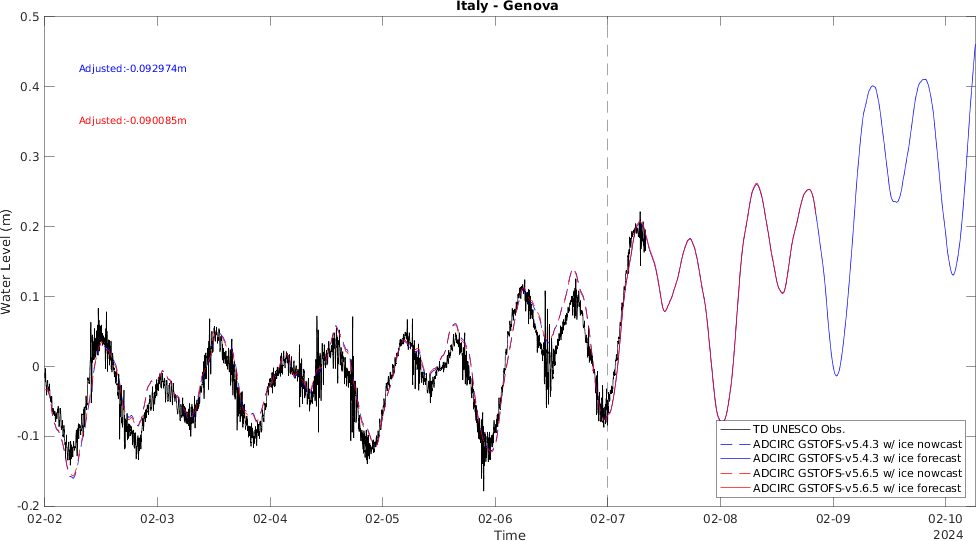 Italy - Genova
0.5
0.4
0.3
0.2
0.1
0
-0.1
-0.2
Water Level (m)
Adjusted:-0.092974m
Adjusted:-0.090085m
TD UNESCO Obs.
ADCIRC GSTOFS-v5.4.3 w/ ice nowcast
ADCIRC GSTOFS-v5.4.3 w/ ice forecast
ADCIRC GSTOFS-v5.6.5 w/ ice nowcast
ADCIRC GSTOFS-v5.6.5 w/ ice forecast
02-02 02-03 02-04 02-05 02-06 02-07 02-08 02-09 02-10
2024
Time